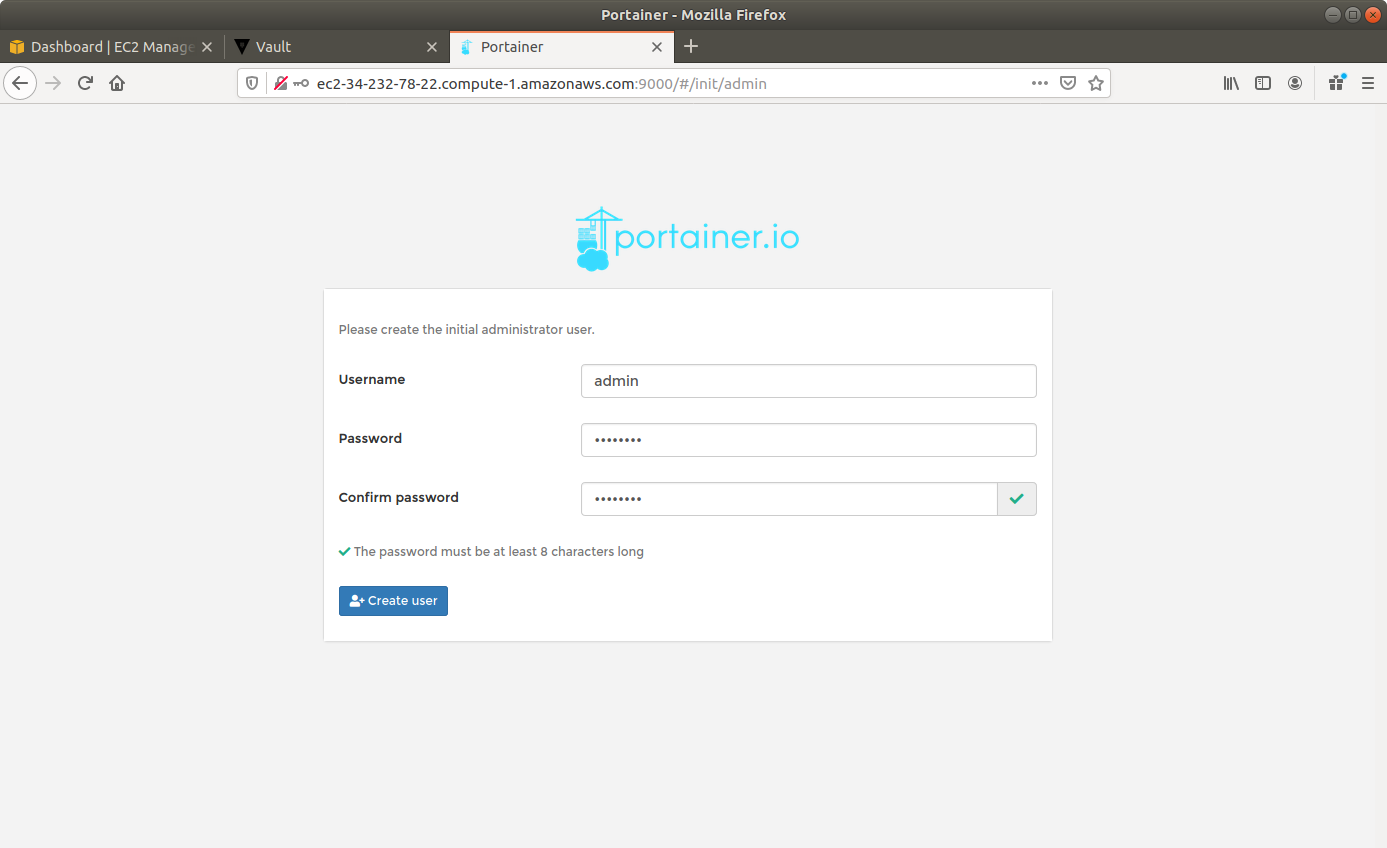 Portainer - Mozilla Firefox
Dashboard | EC2 Manage
Vault
Portainer
ec2-34-232-78-22.compute-1.amazonaws.com:9000/#/init/admin
portainer.io
Please create the initial administrator user.
Username
admin
Password
••••••••
Confirm password
••••••••
The password must be at least 8 characters long
Create user